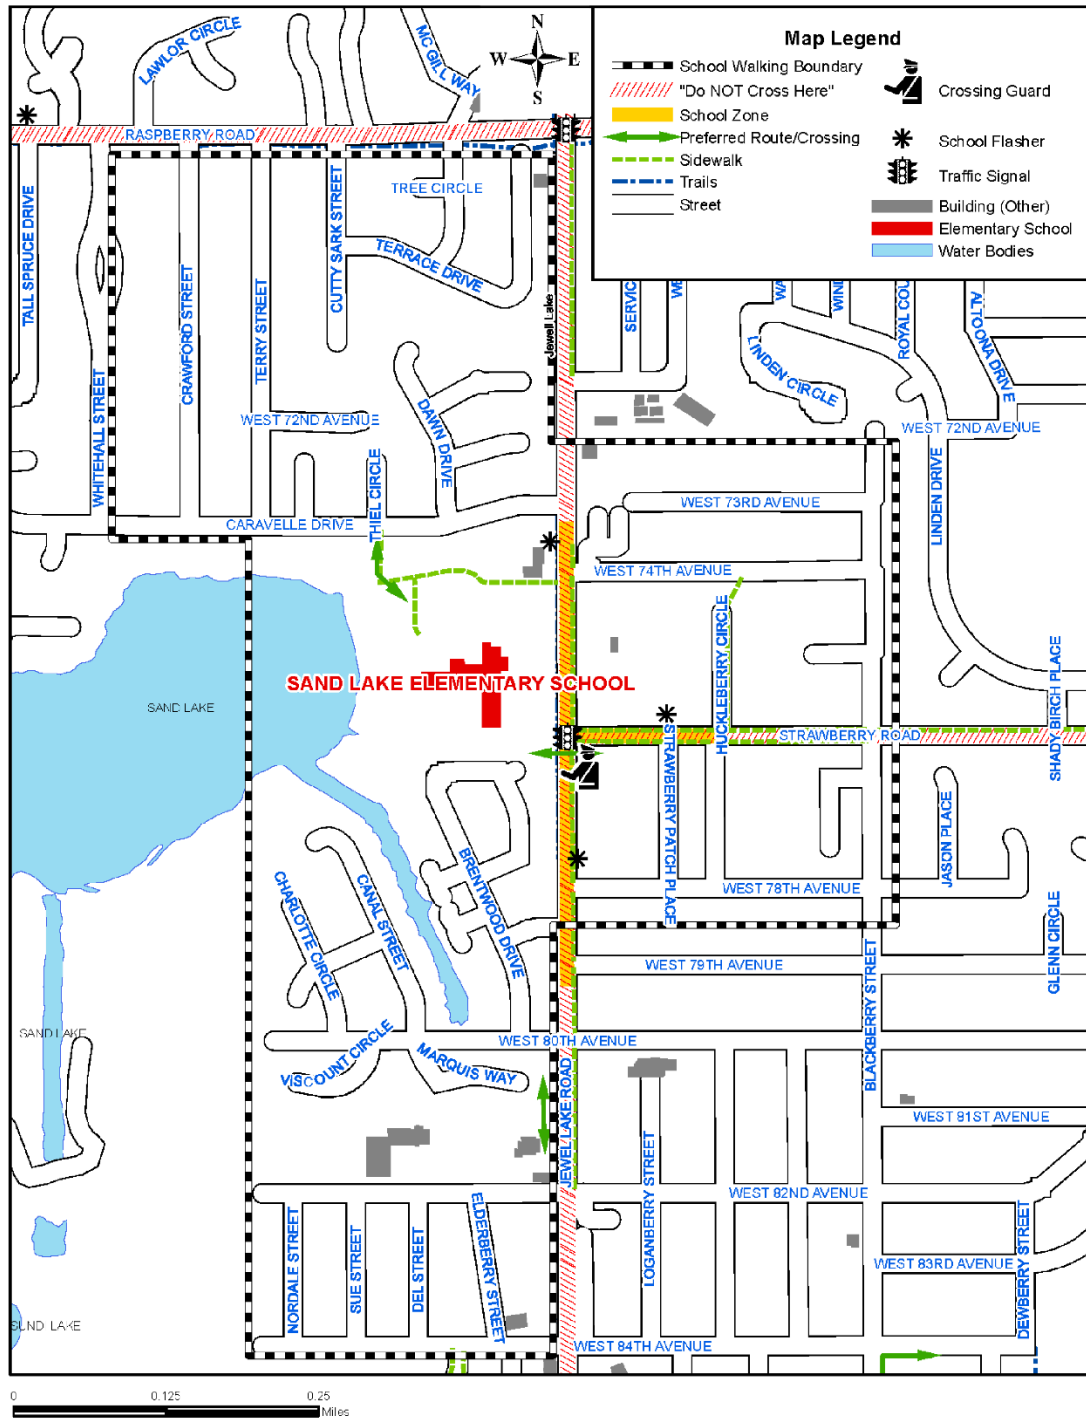 N
W E
S
Map Legend
School Walking Boundary
"Do NOT Cross Here"
School Zone
Preferred Route/Crossing
Sidewalk
Trails
Street
Crossing Guard
School Flasher
Traffic Signal
Building (Other)
Elementary School
Water Bodies
LAWLOR CIRCLE
MC GILL WAY
RASPBERRY ROAD
TALL SPRUCE DRIVE
WHITEHALL STREET
CRAWFORD STREET
TERRY STREET
CUTTY SARK STREET
TREE CIRCLE
TERRACE DRIVE
Jewell Lake
SERVIC
WE
WA
WIND
ROYAL COU
ALTOONA DRIVE
LINDEN CIRCLE
WEST 72ND AVENUE
DAWN DRIVE
WEST 72ND AVENUE
LINDEN DRIVE
THIEL CIRCLE
CARAVELLE DRIVE
WEST 73RD AVENUE
WEST 74TH AVENUE
HUCKLEBERRY CIRCLE
SAND LAKE ELEMENTARY SCHOOL
SAND LAKE
STRAWBERRY ROAD
SHADY BIRCH PLACE
STRAWBERRY PATCH PLACE
JASON PLACE
BRENTWOOD DRIVE
CANAL STREET
CHARLOTTE CIRCLE
WEST 78TH AVENUE
WEST 79TH AVENUE
GLENN CIRCLE
BLACKBERRY STREET
SAND LAKE
WEST 80TH AVENUE
VISCOUNT CIRCLE
MARQUIS WAY
JEWEL LAKE ROAD
WEST 81ST AVENUE
LOGANBERRY STREET
WEST 82ND AVENUE
ELDERBERRY STREET
NORDALE STREET
SUE STREET
DEL STREET
WEST 83RD AVENUE
DEWBERRY STREET
SAND LAKE
WEST 84TH AVENUE
0 0.125 0.25
Miles